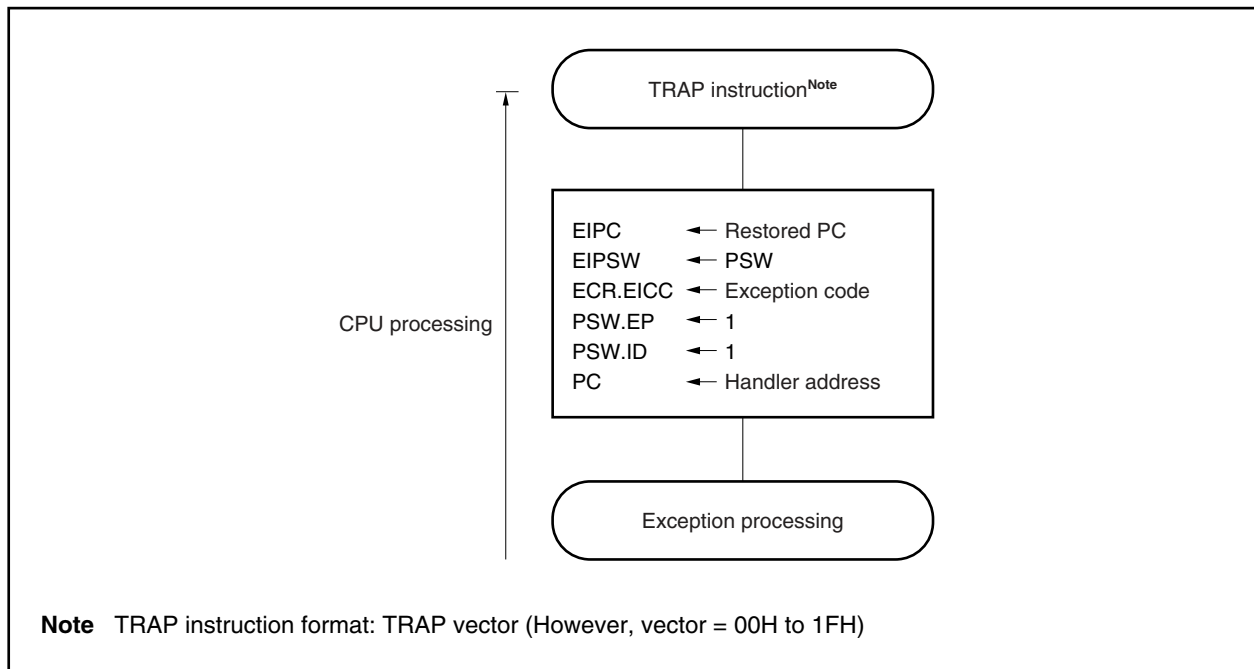 TRAP instructionNote
EIPC ← Restored PC
EIPSW ← PSW
ECR.EICC ← Exception code
PSW.EP ← 1
PSW.ID ← 1
PC ← Handler address
CPU processing
Exception processing
Note TRAP instruction format: TRAP vector (However, vector = 00H to 1FH)